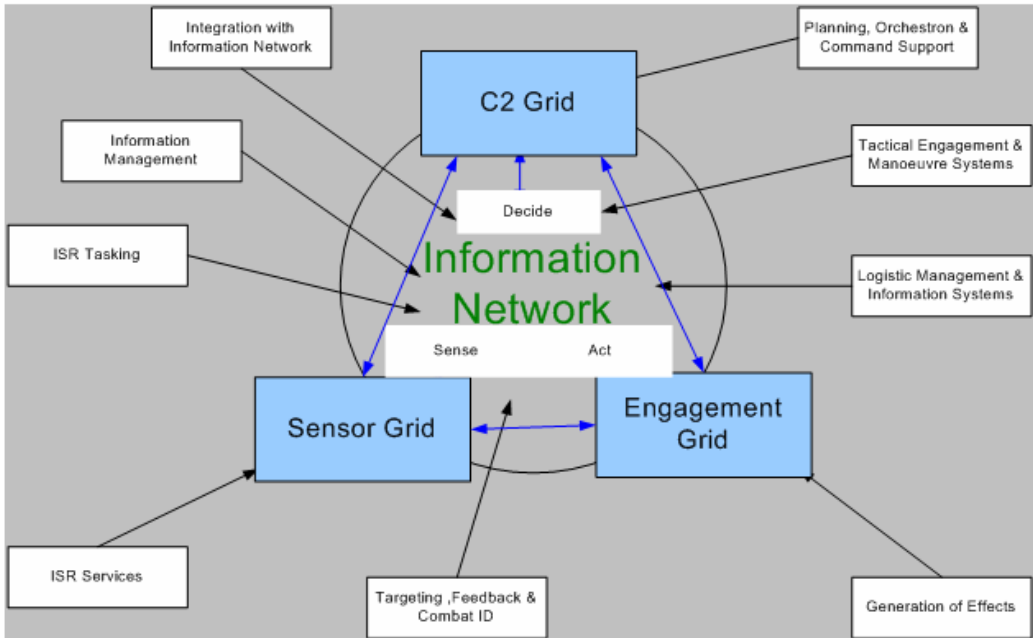 Integration with
Information Network
Planning, Orchestron &
Command Support
C2 Grid
Information
Management
Tactical Engagement &
Manoeuvre Systems
Decide
ISR Tasking
Information
Network
Logistic Management &
Information Systems
Sense
Act
Sensor Grid
Engagement
Grid
ISR Services
Targeting ,Feedback &
Combat ID
Generation of Effects